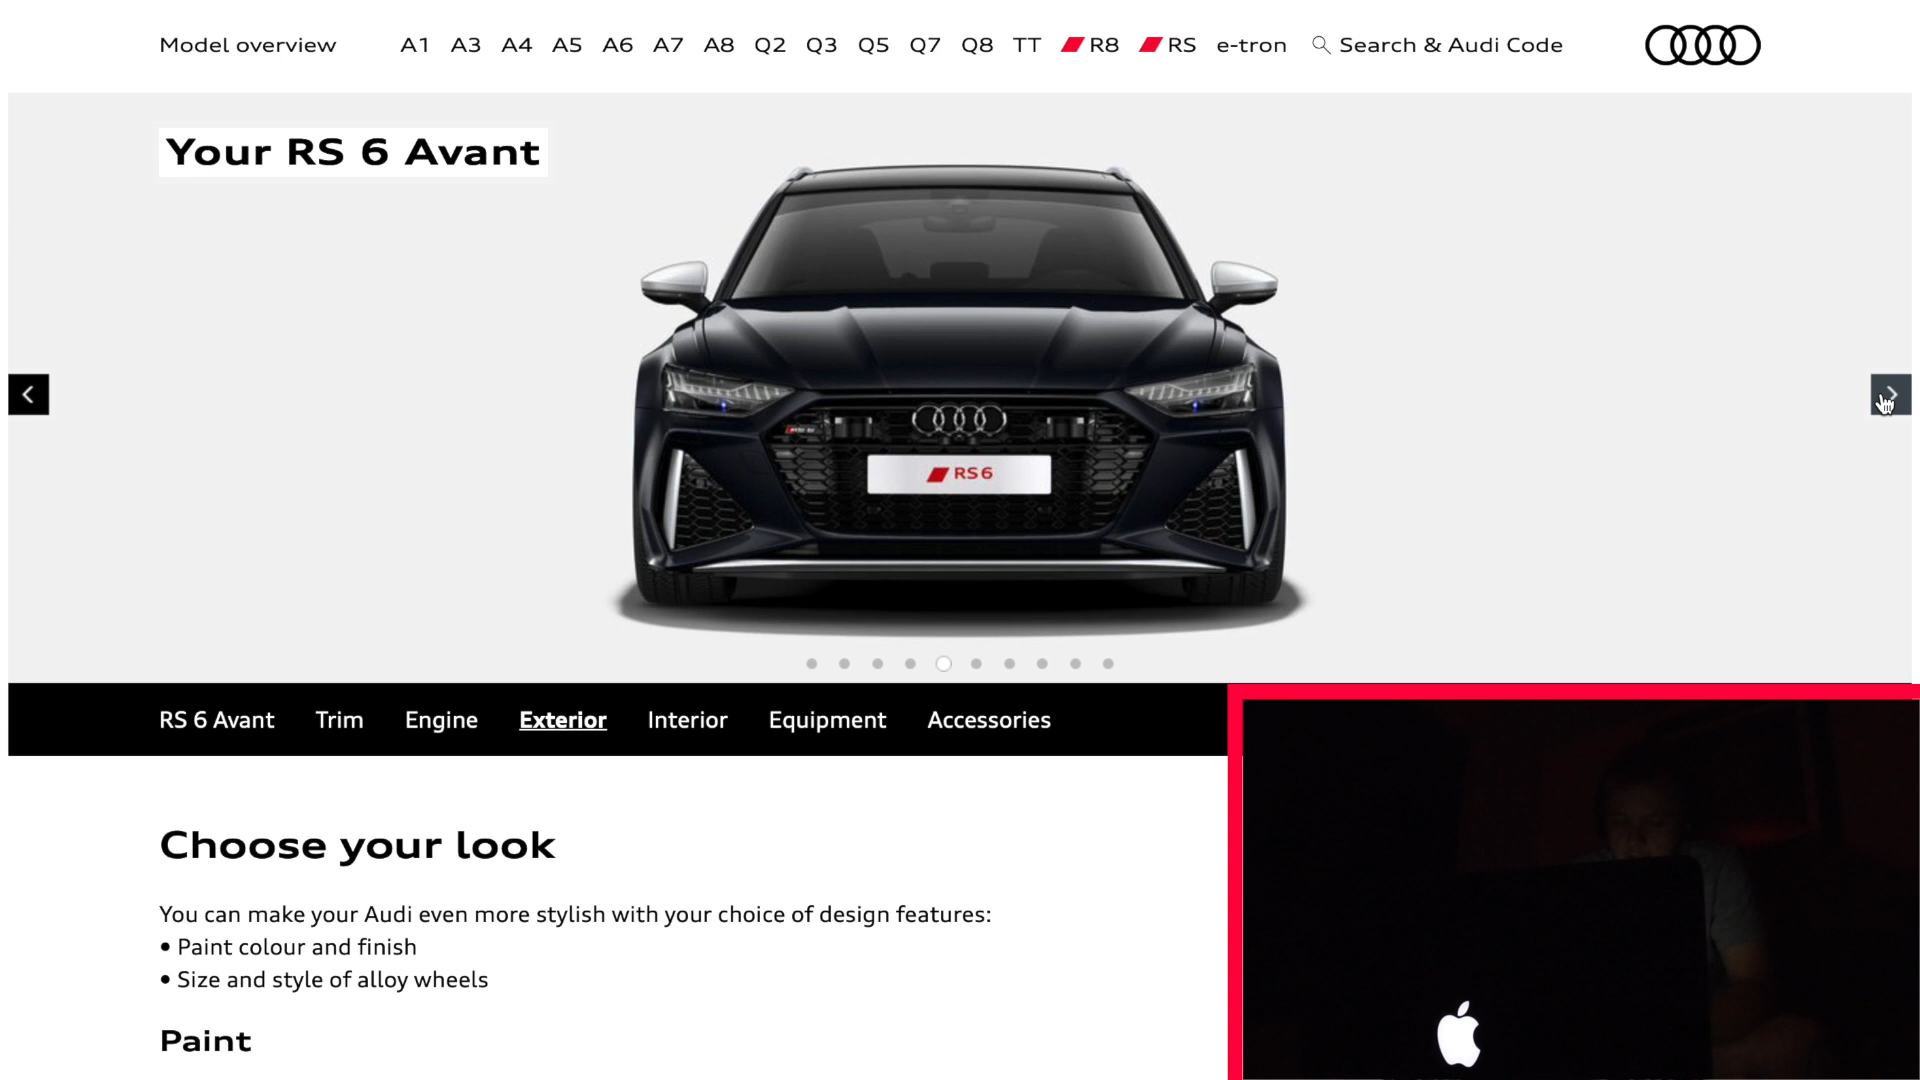 Model overview A1 A3 A4 A5 A6 A7 A8 Q2 Q3 Q5 Q7 Q8 TT R8 RS e-tron Search & Audi Code
Your RS 6 Avant
RS 6
RS 6 Avant Trim Engine Exterior Interior Equipment Accessories
Choose your look
You can make your Audi even more stylish with your choice of design features:
• Paint colour and finish
• Size and style of alloy wheels
Paint